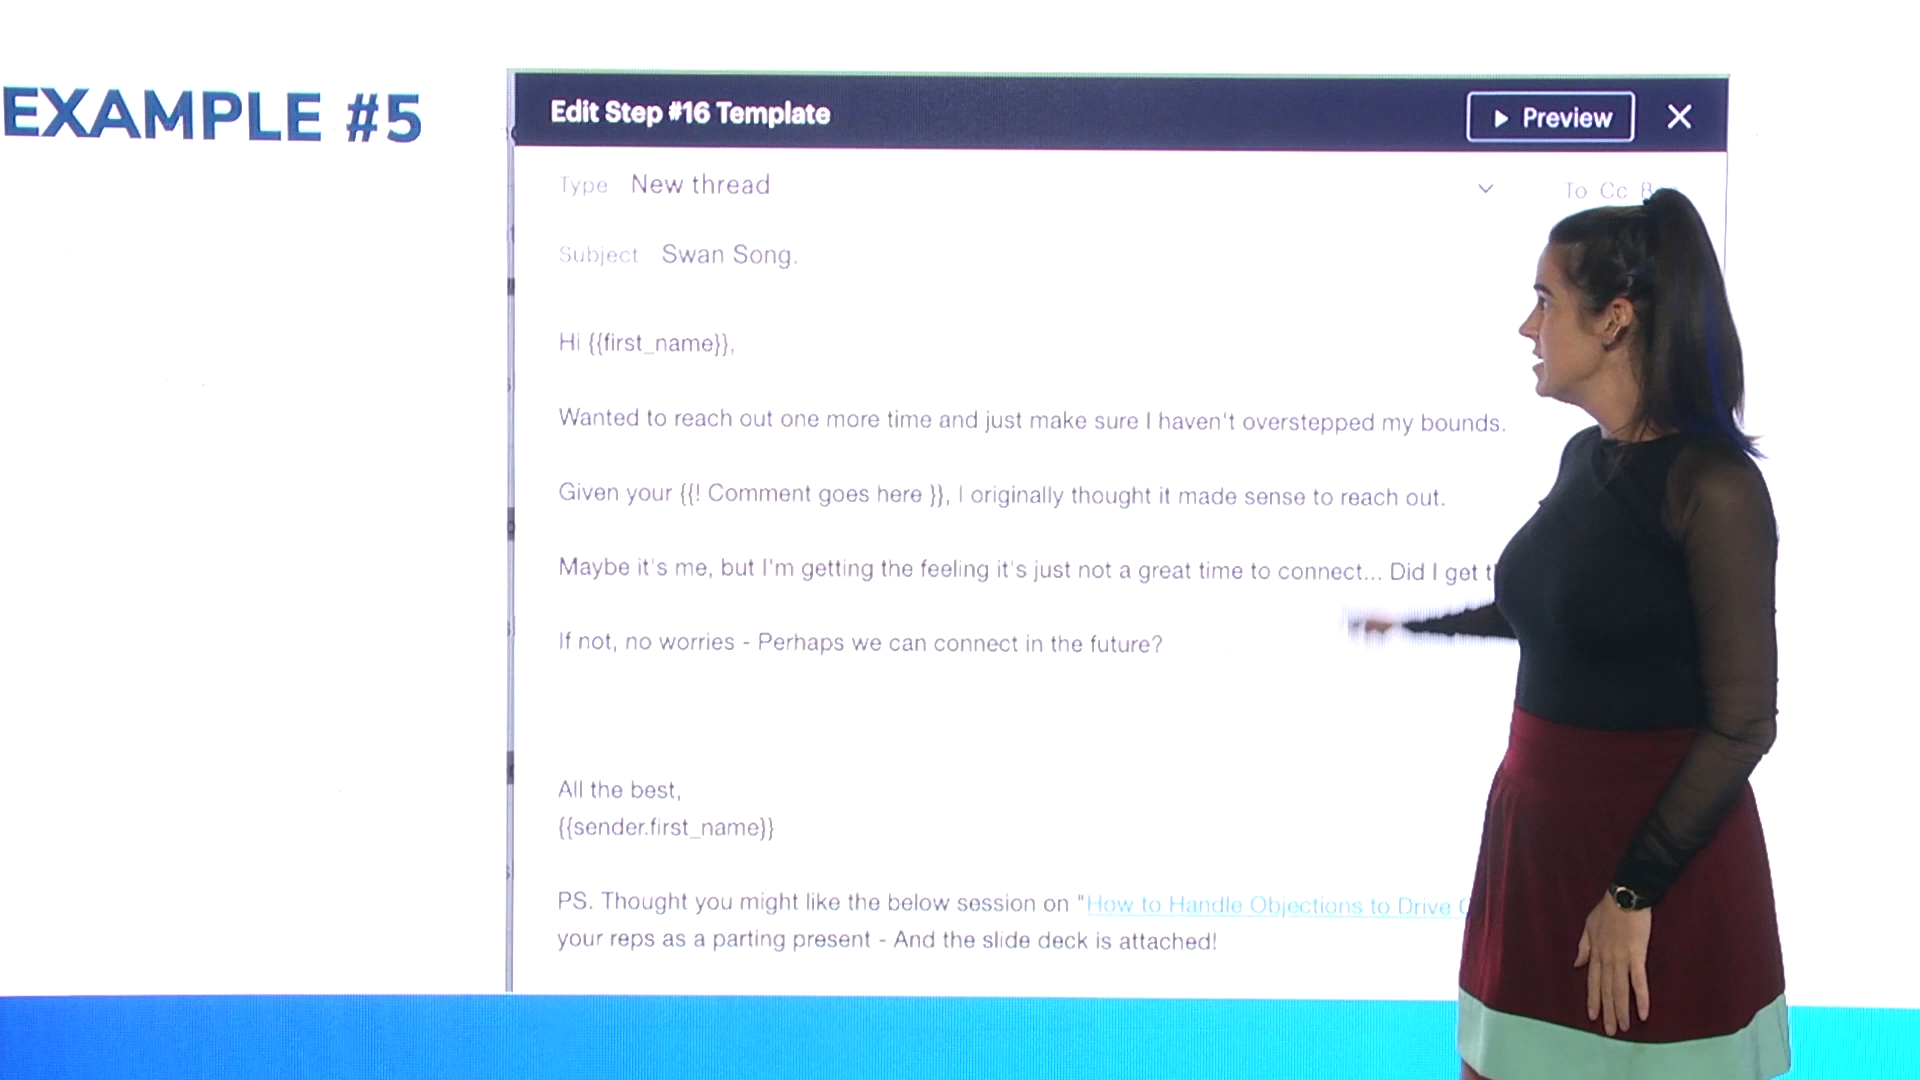 EXAMPLE #5
Edit Step #16 Template
Preview
Type New thread
To Cc
Subject Swan Song.
Hi {{first_name}},
Wanted to reach out one more time and just make sure I haven't overstepped my bounds.
Given your {{! Comment goes here }}, I originally thought it made sense to reach out.
Maybe it's me, but I'm getting the feeling it's just not a great time to connect... Did I get
If not, no worries - Perhaps we can connect in the future?
All the best,
{{sender.first_name}}
PS. Thought you might like the below session on "How to Handle Objections to Drive
your reps as a parting present - And the slide deck is attached!